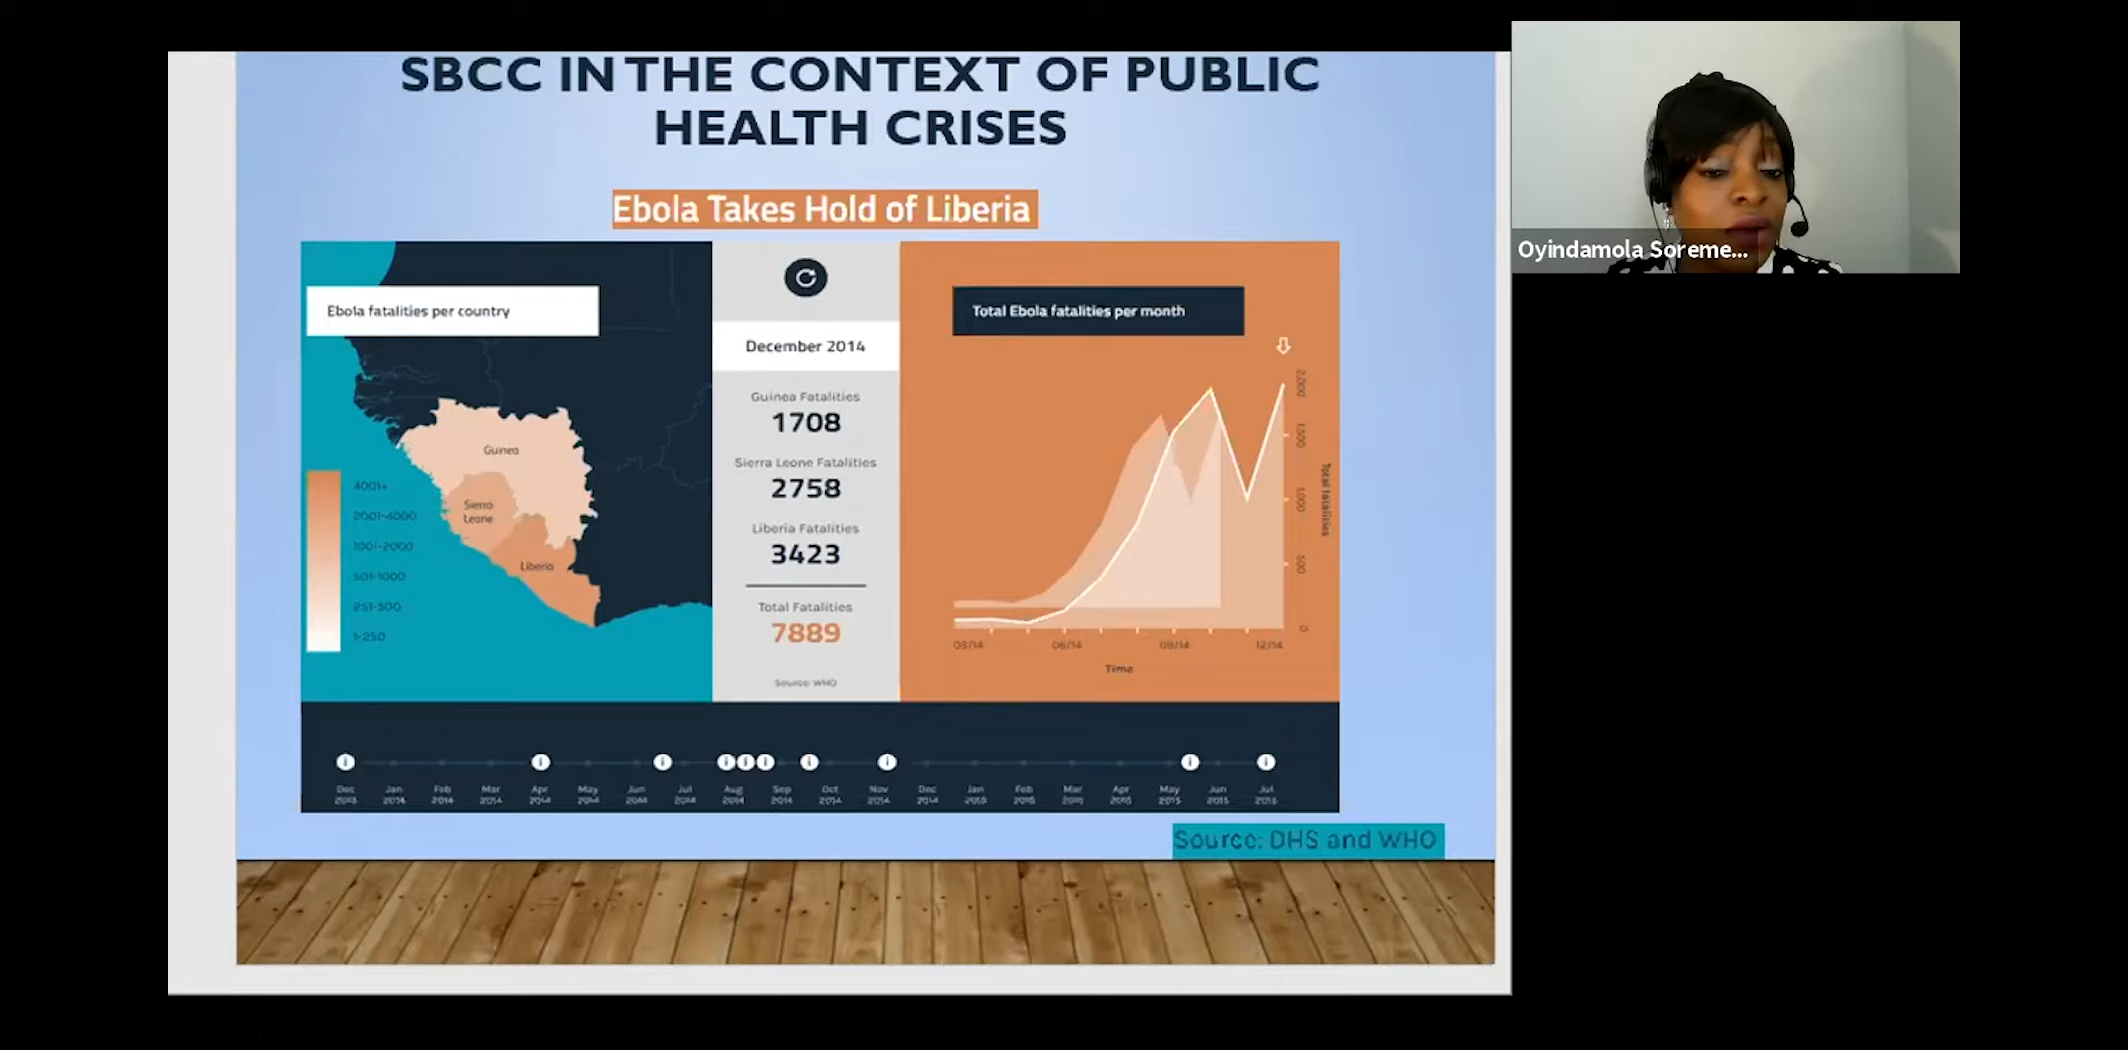 SBCC IN THE CONTEXT OF PUBLIC
HEALTH CRISES
Ebola Takes Hold of Liberia
Ebola fatalities per country
Guinea
Sierra
Leone
Liberia
4001+
2001-4000
1001-2000
501-1000
251-500
1-250
December 2014
Guinea Fatalities
1708
Sierra Leone Fatalities
2758
Liberia Fatalities
3423
Total Fatalities
7889
Source: WHO
Total Ebola fatalities per month
2,000
1,500
1,000
500
0
Total fatalities
03/14 06/14 09/14 12/14
Time
Dec Jan Feb Mar Apr May Jun Jul Aug Sep Oct Nov Dec Jan Feb Mar Apr May Jun Jul
2013 2014 2014 2014 2014 2014 2014 2014 2014 2014 2014 2014 2014 2015 2015 2015 2015 2015 2015 2015
Source: DHS and WHO
Oyindamola Soreme...